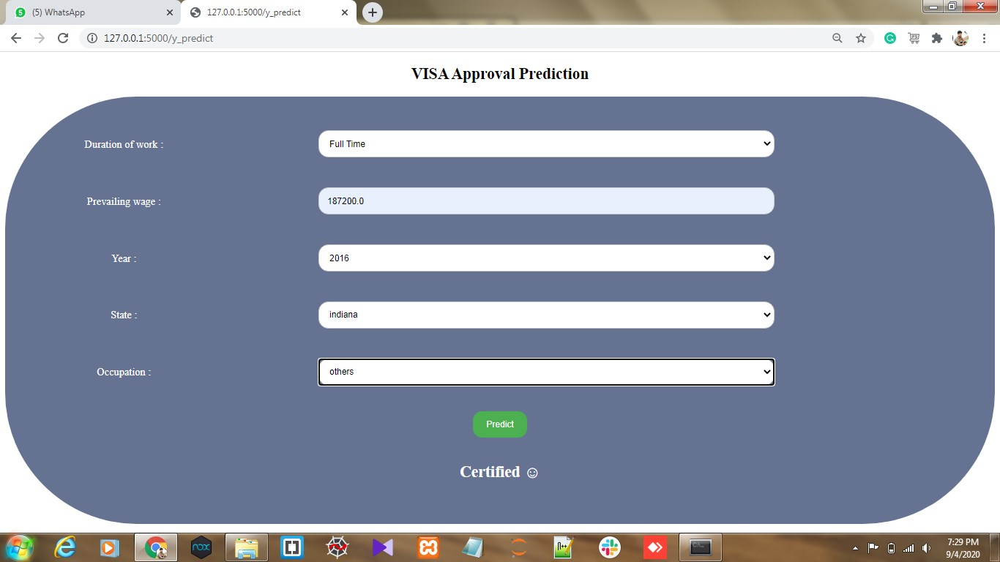 (5) WhatsApp
127.0.0.1:5000/y_predict
127.0.0.1:5000/y_predict
VISA Approval Prediction
Duration of work :
Full Time
Prevailing wage :
187200.0
Year :
2016
State :
indiana
Occupation :
others
Predict
Certified ☺
nox
7:29 PM
9/4/2020